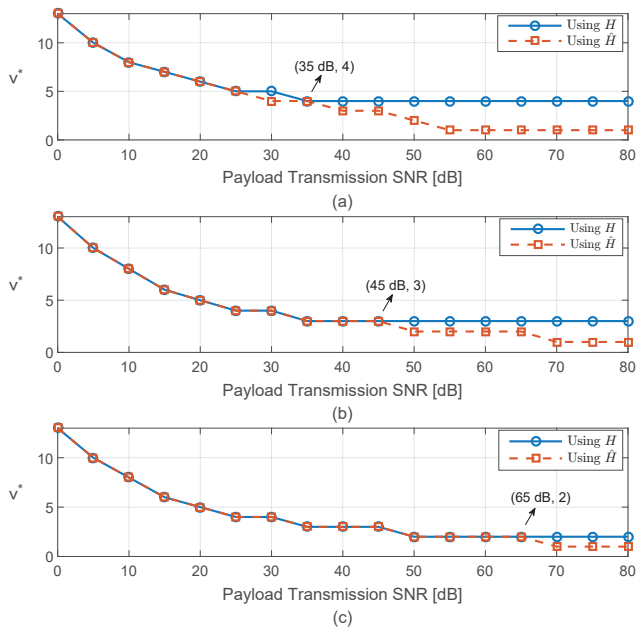 Using H
Using Ĥ
(35 dB, 4)
v*
10
5
0
0 10 20 30 40 50 60 70 80
Payload Transmission SNR [dB]
(a)
Using H
Using Ĥ
(45 dB, 3)
v*
10
5
0
0 10 20 30 40 50 60 70 80
Payload Transmission SNR [dB]
(b)
Using H
Using Ĥ
(65 dB, 2)
v*
10
5
0
0 10 20 30 40 50 60 70 80
Payload Transmission SNR [dB]
(c)